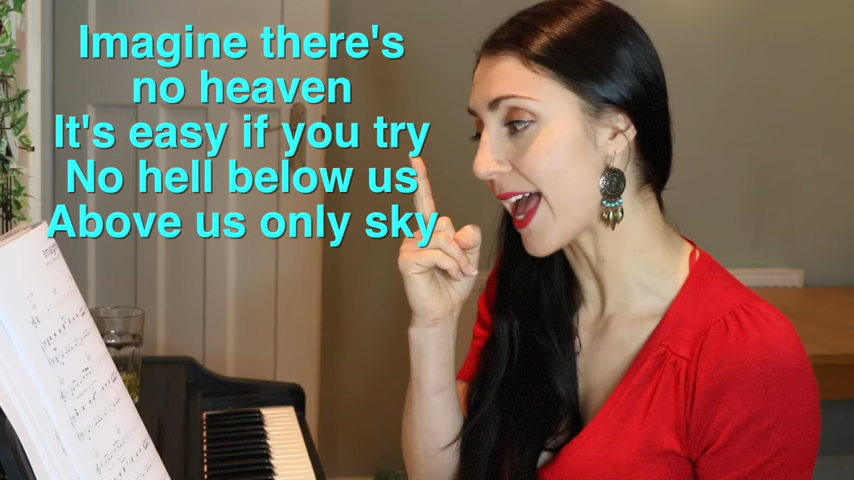 Imagine there's
no heaven
It's easy if you try
No hell below us
Above us only sky